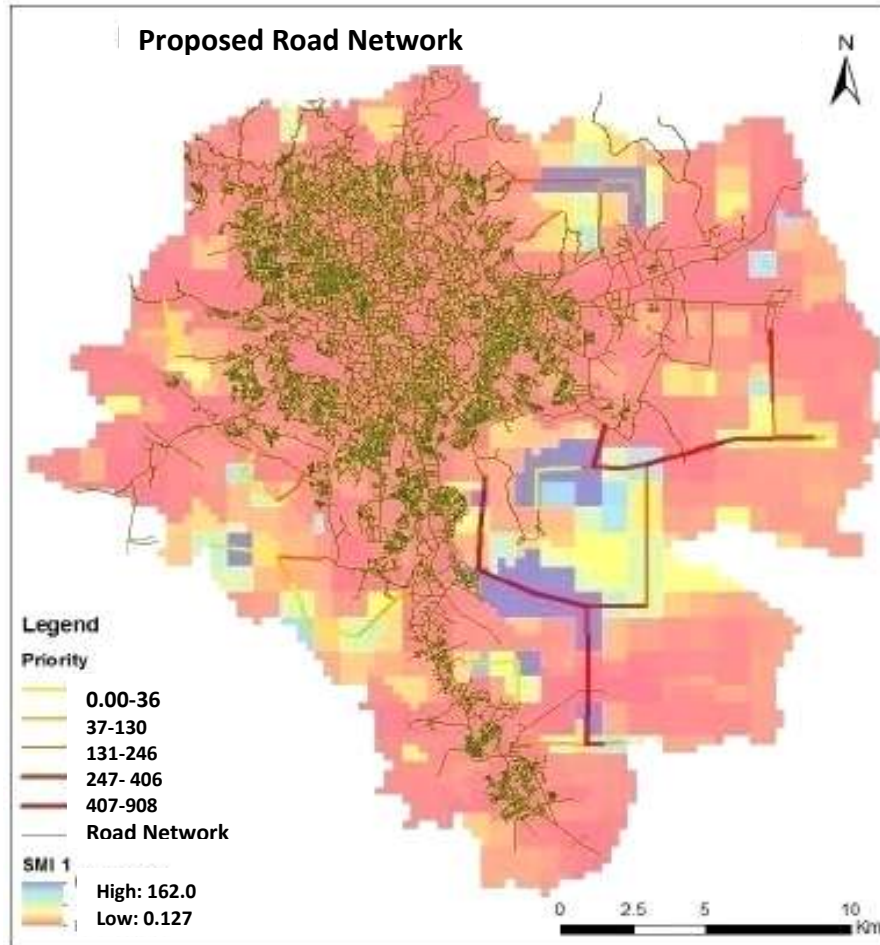 Proposed Road Network
N
Legend
Priority
0.00-36
37-130
131-246
247- 406
407-908
Road Network
SMI 1
High: 162.0
Low: 0.127
0 2.5 5 10
Km